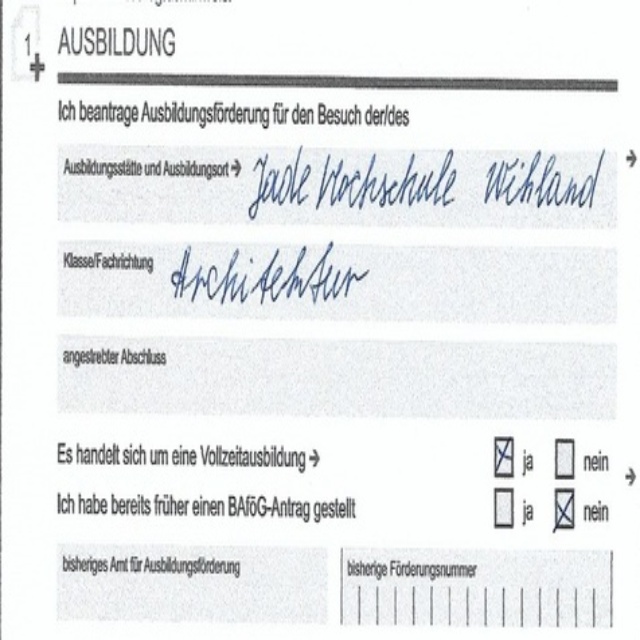 1 AUSBILDUNG
Ich beantrage Ausbildungsförderung für den Besuch der/des
Ausbildungsstätte und Ausbildungsort → Jade Hochschule Wihland
Klasse/Fachrichtung Architektur
angestrebter Abschluss
Es handelt sich um eine Vollzeitausbildung → ja nein
Ich habe bereits früher einen BAföG-Antrag gestellt ja nein
bisheriges Amt für Ausbildungsförderung bisherige Förderungsnummer